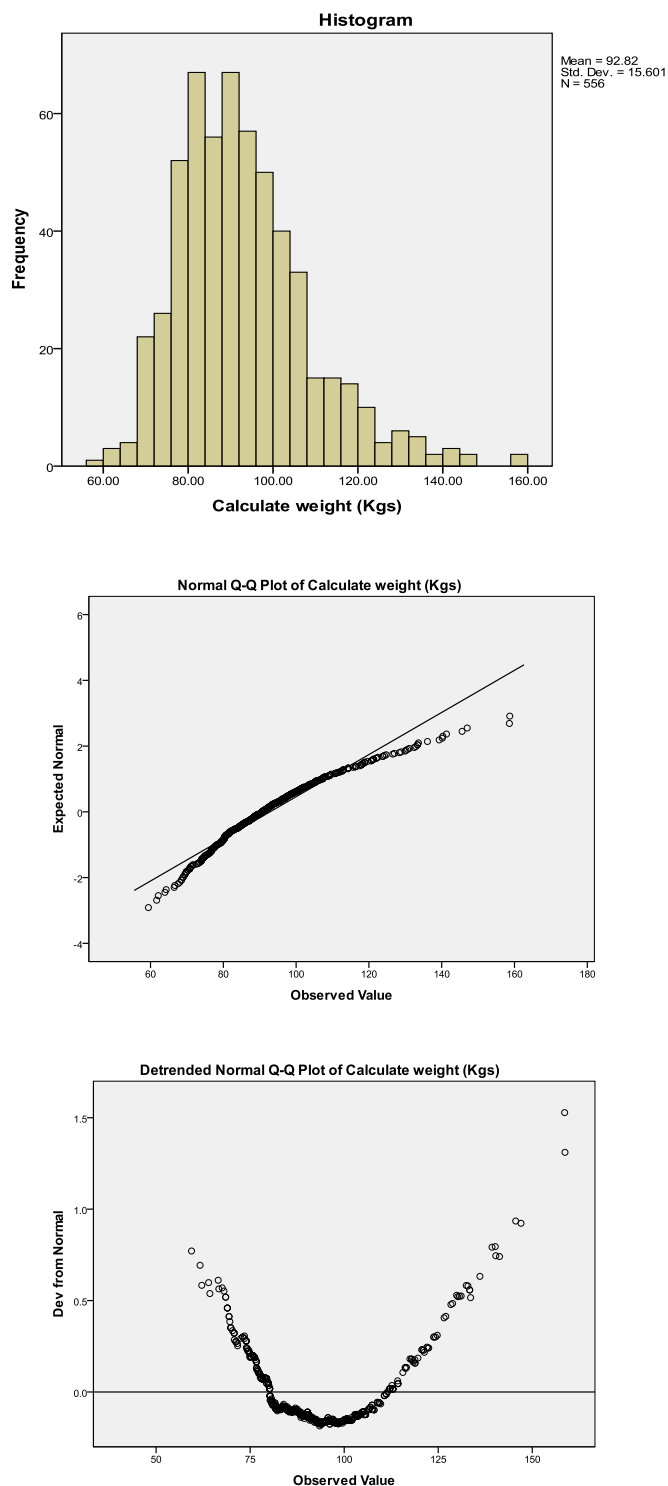 Histogram
Mean = 92.82
Std. Dev. = 15.601
N = 556
60
40
20
0
Frequency
60.00 80.00 100.00 120.00 140.00 160.00
Calculate weight (Kgs)
Normal Q-Q Plot of Calculate weight (Kgs)
6
4
2
0
-2
-4
Expected Normal
60 80 100 120 140 160 180
Observed Value
Detrended Normal Q-Q Plot of Calculate weight (Kgs)
1.5
1.0
0.5
0.0
Dev from Normal
50 75 100 125 150
Observed Value